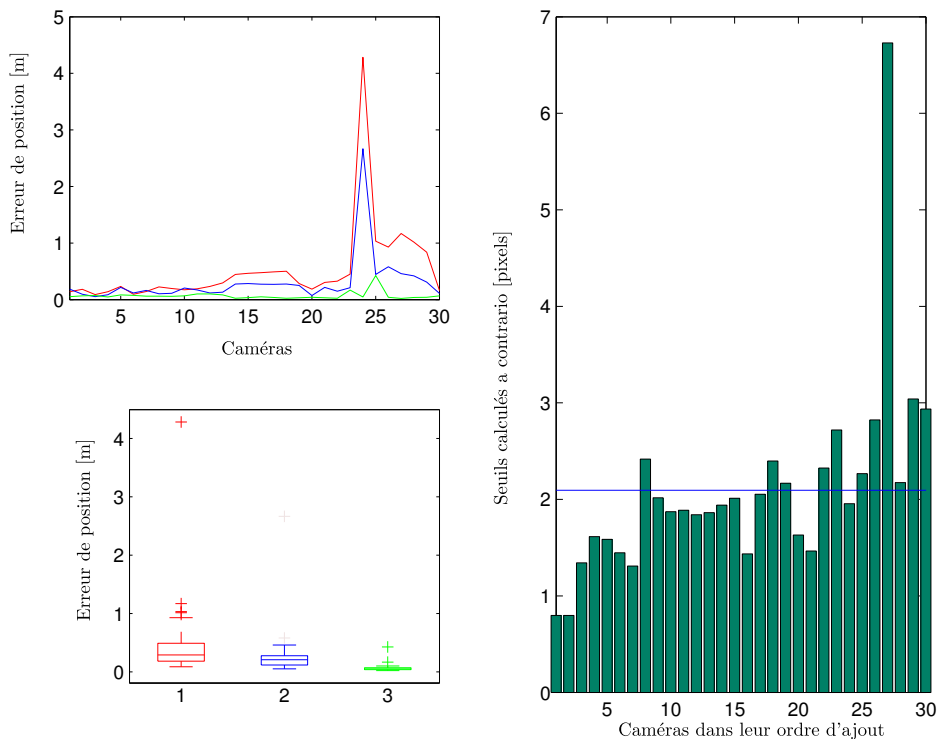 Erreur de position [m]
5
4
3
2
1
0
5 10 15 20 25 30
Caméras
Erreur de position [m]
4
3
2
1
0
1 2 3
Seuils calculés a contrario [pixels]
7
6
5
4
3
2
1
0
5 10 15 20 25 30
Caméras dans leur ordre d'ajout